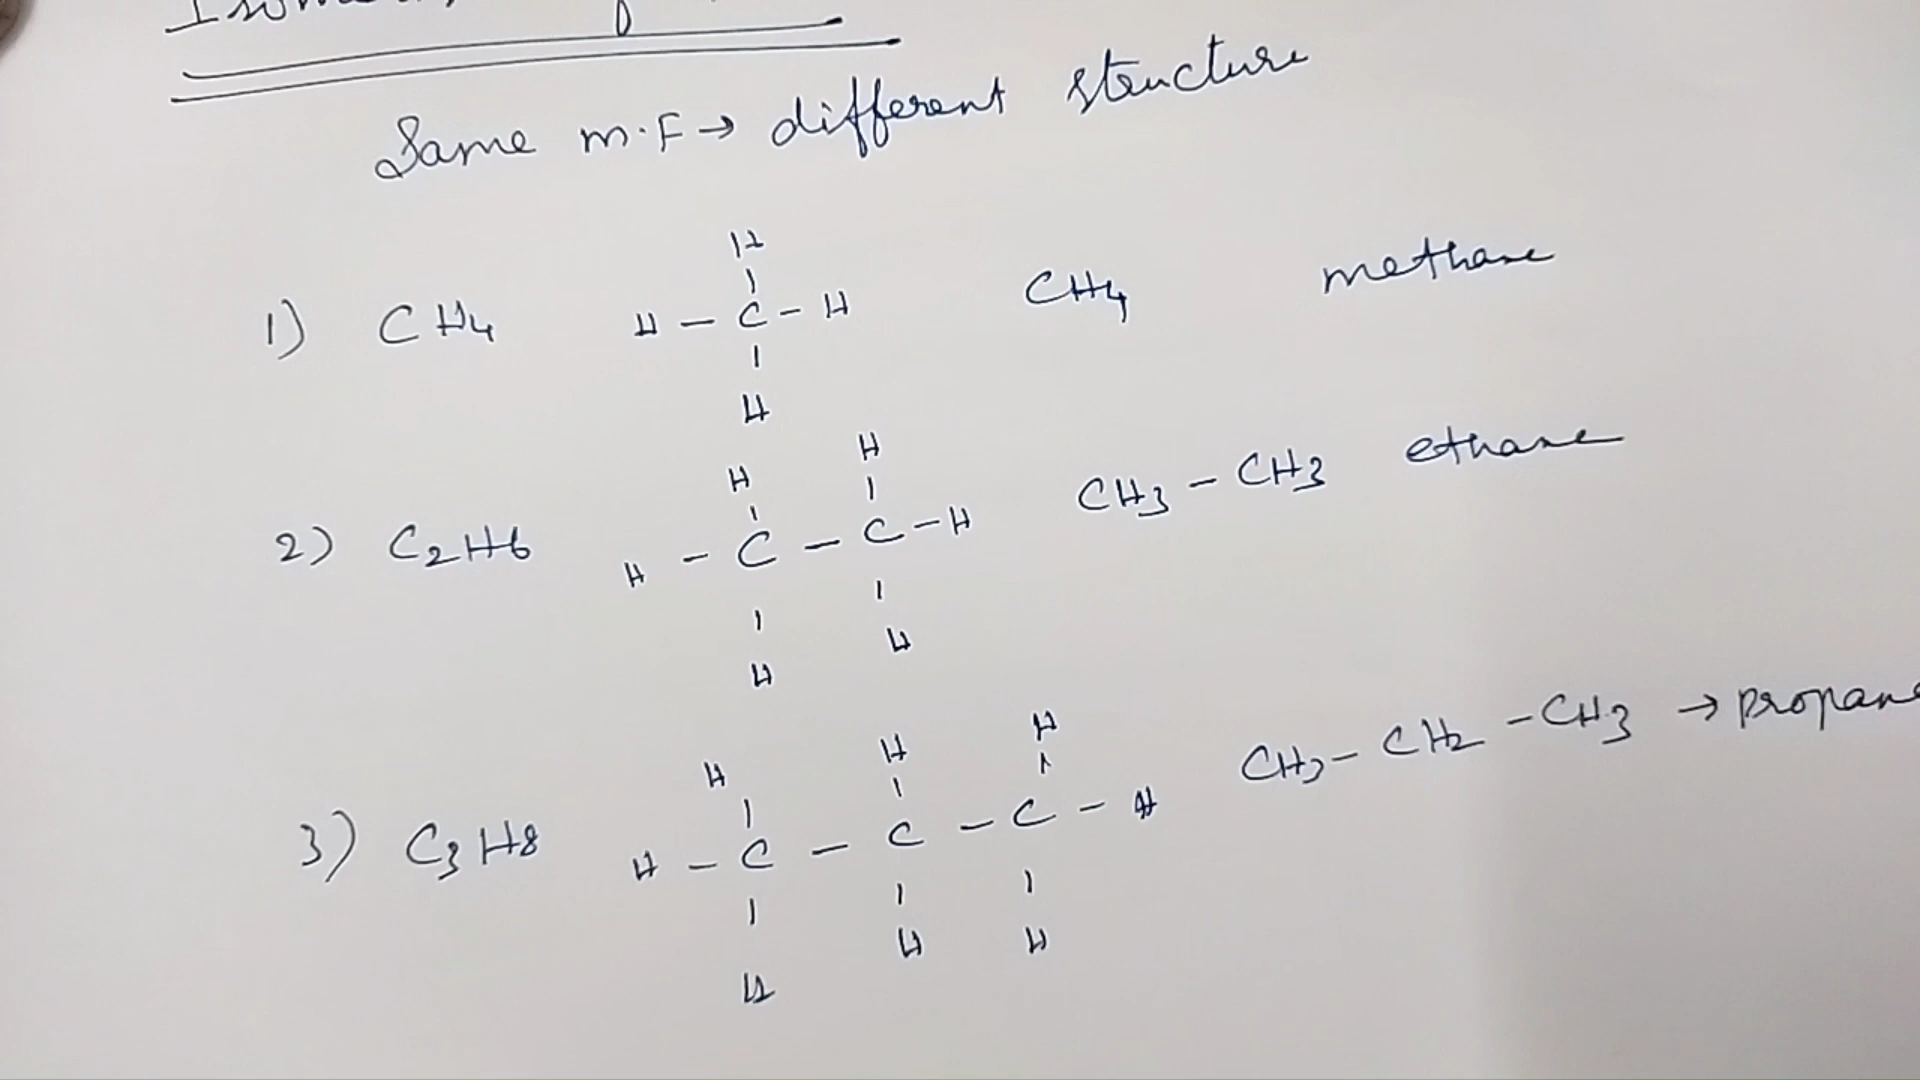 Same m.F → different structure
H
1) CH4 H - C - H CH4 methane
H
H H
2) C2H6 H - C - C - H CH3 - CH3 ethane
H H
H H H
3) C3H8 H - C - C - C - H CH3 - CH2 - CH3 → propane
H H H